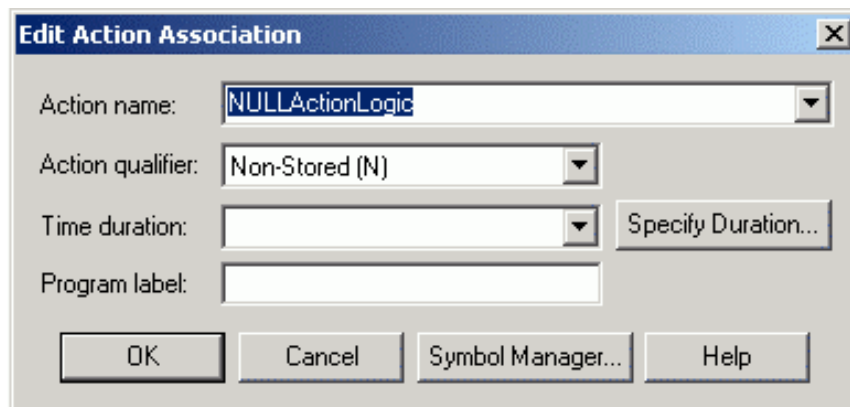 Edit Action Association
Action name: NULLActionLogic
Action qualifier: Non-Stored (N)
Time duration: Specify Duration...
Program label:
OK Cancel Symbol Manager... Help